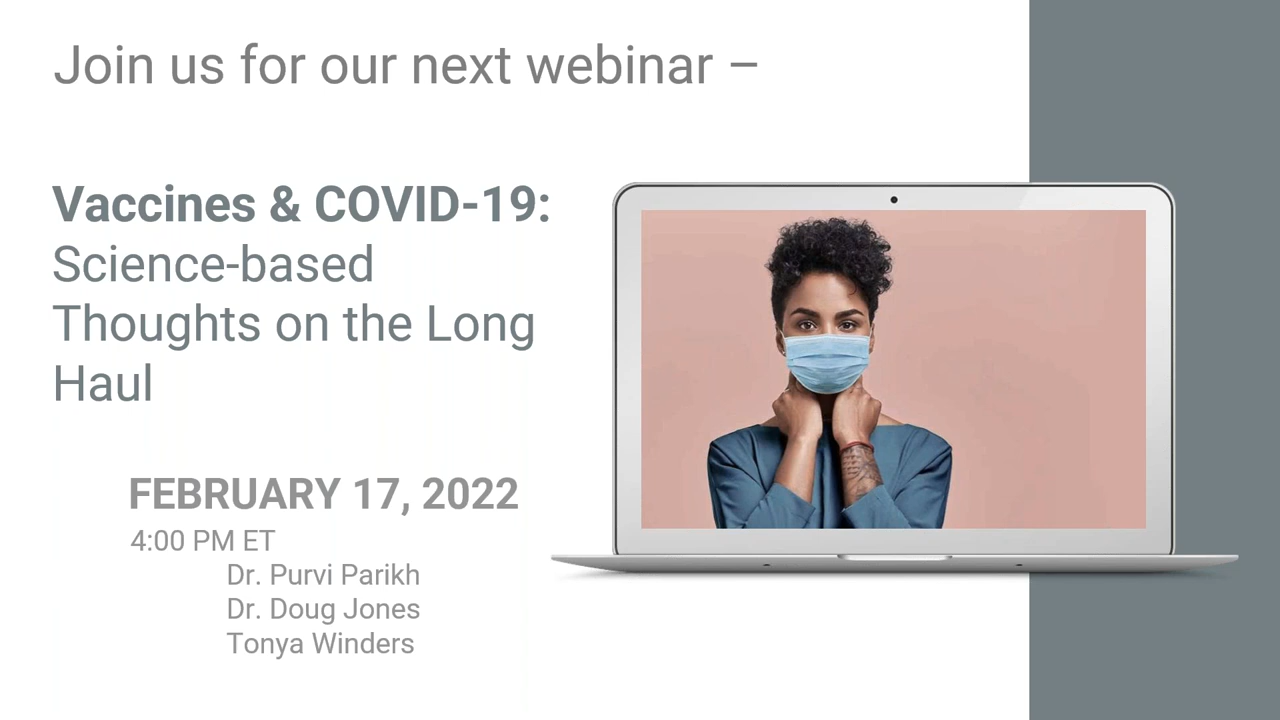 Join us for our next webinar –
Vaccines & COVID-19:
Science-based
Thoughts on the Long
Haul
FEBRUARY 17, 2022
4:00 PM ET
Dr. Purvi Parikh
Dr. Doug Jones
Tonya Winders